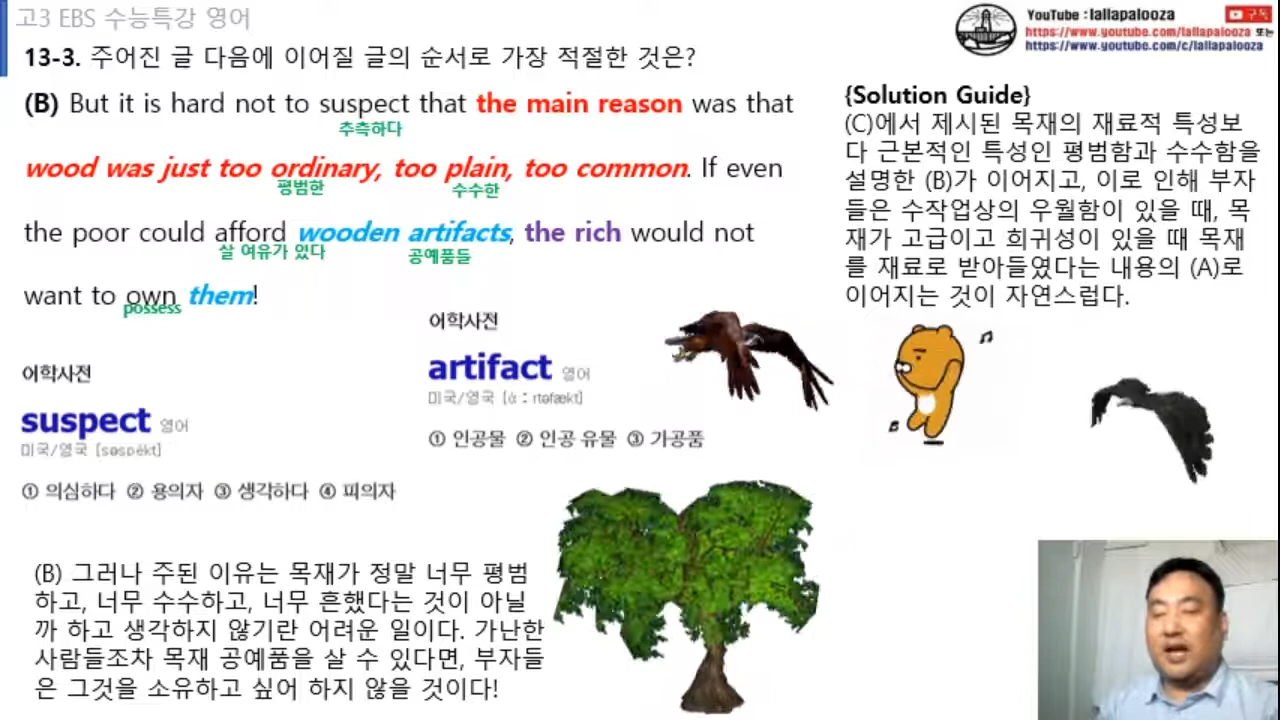 고3 EBS 수능특강 영어
YouTube : lallapalooza
구독
https://www.youtube.com/lallapalooza 또는
https://www.youtube.com/c/lallapalooza
13-3. 주어진 글 다음에 이어질 글의 순서로 가장 적절한 것은?
(B) But it is hard not to suspect that the main reason was that
추측하다
wood was just too ordinary, too plain, too common. If even
평범한 수수한
the poor could afford wooden artifacts, the rich would not
살 여유가 있다 공예품들
want to own them!
possess
{Solution Guide}
(C)에서 제시된 목재의 재료적 특성보
다 근본적인 특성인 평범함과 수수함을
설명한 (B)가 이어지고, 이로 인해 부자
들은 수작업상의 우월함이 있을 때, 목
재가 고급이고 희귀성이 있을 때 목재
를 재료로 받아들였다는 내용의 (A)로
이어지는 것이 자연스럽다.
어학사전
suspect 영어
미국/영국 [səspékt]
① 의심하다 ② 용의자 ③ 생각하다 ④ 피의자
어학사전
artifact 영어
미국/영국 [ά:rtəfækt]
① 인공물 ② 인공 유물 ③ 가공품
(B) 그러나 주된 이유는 목재가 정말 너무 평범
하고, 너무 수수하고, 너무 흔했다는 것이 아닐
까 하고 생각하지 않기란 어려운 일이다. 가난한
사람들조차 목재 공예품을 살 수 있다면, 부자들
은 그것을 소유하고 싶어 하지 않을 것이다!